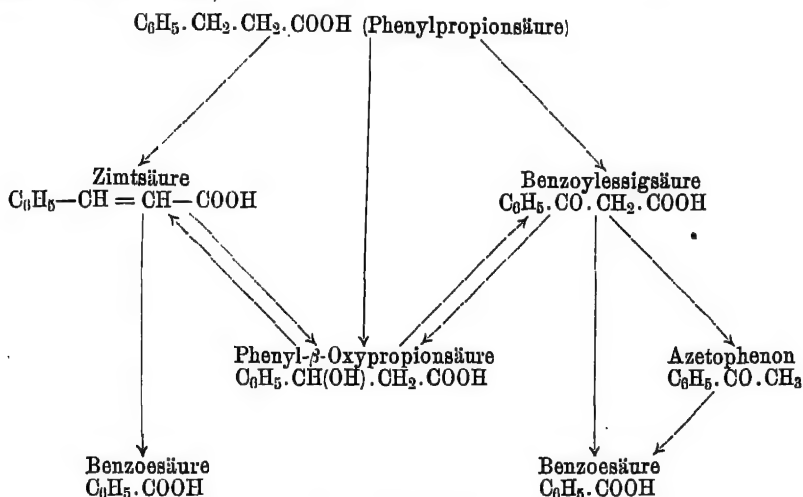 C₆H₅.CH₂.CH₂.COOH (Phenylpropionsäure)
Zimtsäure
C₆H₅—CH = CH—COOH
Benzoylessigsäure
C₆H₅.CO.CH₂.COOH
Phenyl-β-Oxypropionsäure
C₆H₅.CH(OH).CH₂.COOH
Azetophenon
C₆H₅.CO.CH₃
Benzoesäure
C₆H₅.COOH
Benzoesäure
C₆H₅.COOH